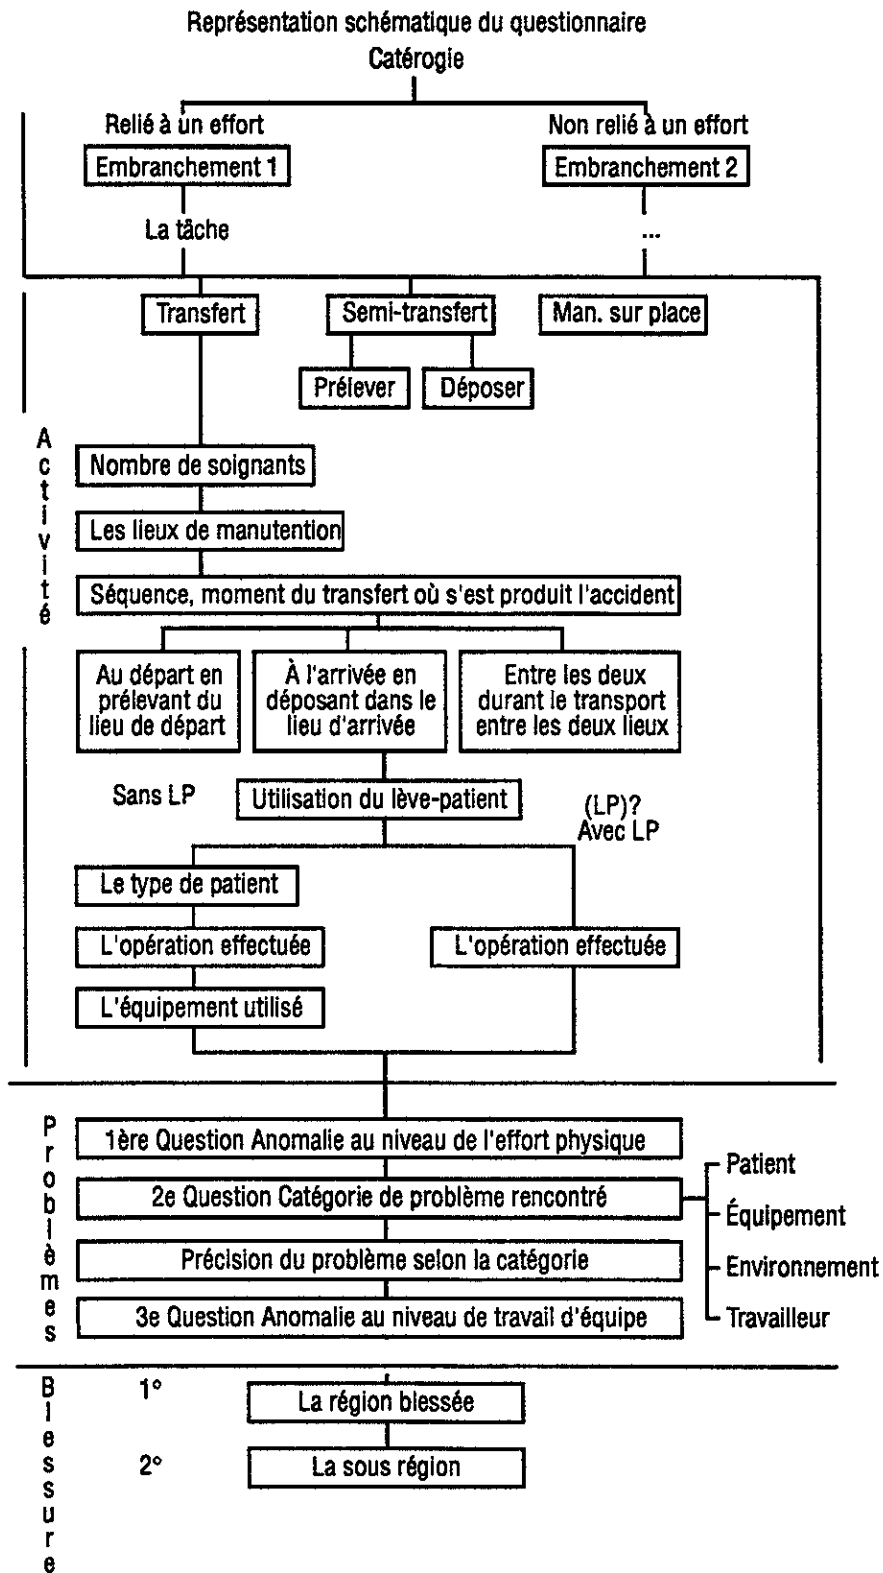 Représentation schématique du questionnaire
Catérogie
Relié à un effort
Non relié à un effort
Embranchement 1
Embranchement 2
La tâche
...
Transfert
Semi-transfert
Man. sur place
Prélever
Déposer
Activité
Nombre de soignants
Les lieux de manutention
Séquence, moment du transfert où s'est produit l'accident
Au départ en
prélevant du
lieu de départ
À l'arrivée en
déposant dans le
lieu d'arrivée
Entre les deux
durant le transport
entre les deux lieux
Sans LP
Utilisation du lève-patient
(LP)?
Avec LP
Le type de patient
L'opération effectuée
L'opération effectuée
L'équipement utilisé
Problèmes
1ère Question Anomalie au niveau de l'effort physique
2e Question Catégorie de problème rencontré
Précision du problème selon la catégorie
3e Question Anomalie au niveau de travail d'équipe
Patient
Équipement
Environnement
Travailleur
Blessure
1°
La région blessée
2°
La sous région